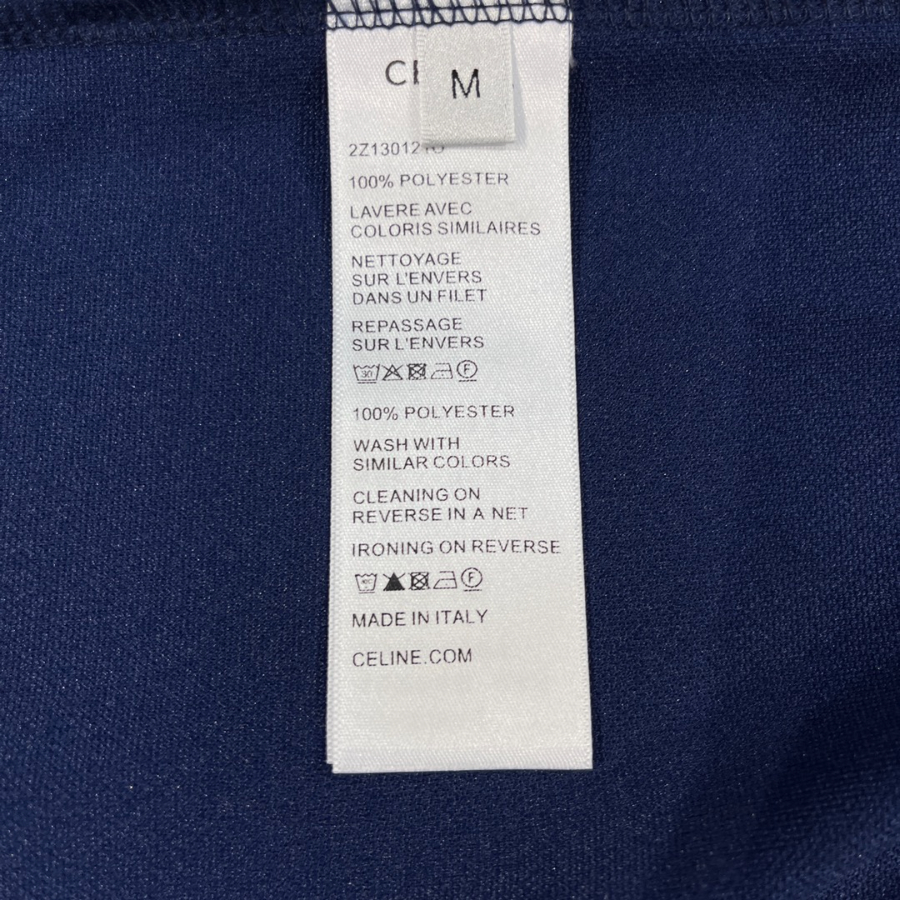 M
100% POLYESTER
LAVERE AVEC
COLORIS SIMILAIRES
NETTOYAGE
SUR L'ENVERS
DANS UN FILET
REPASSAGE
SUR L'ENVERS
30 F
100% POLYESTER
WASH WITH
SIMILAR COLORS
CLEANING ON
REVERSE IN A NET
IRONING ON REVERSE
F
MADE IN ITALY
CELINE.COM